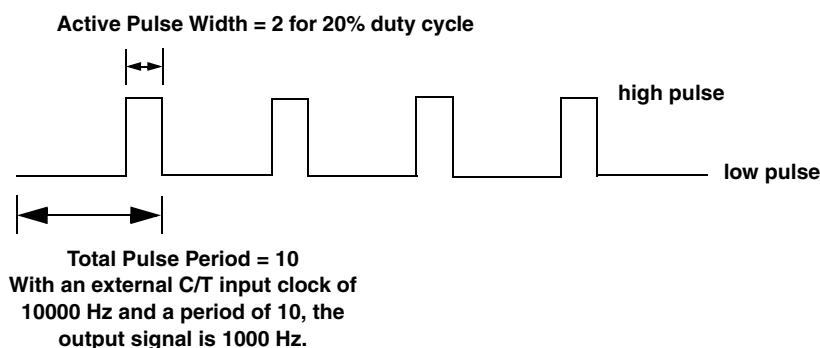 Active Pulse Width = 2 for 20% duty cycle
high pulse
low pulse
Total Pulse Period = 10
With an external C/T input clock of
10000 Hz and a period of 10, the
output signal is 1000 Hz.